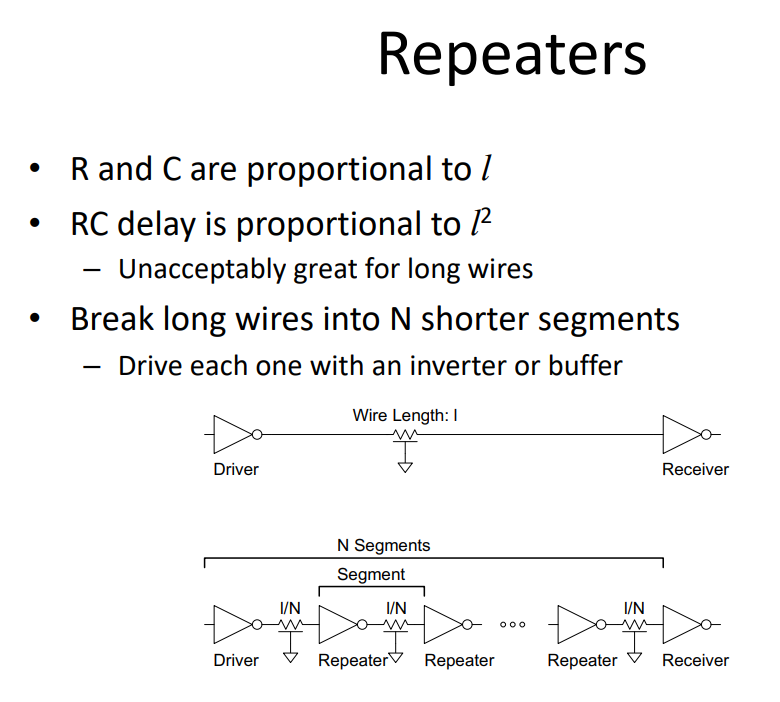 Repeaters
• R and C are proportional to l
• RC delay is proportional to l²
– Unacceptably great for long wires
• Break long wires into N shorter segments
– Drive each one with an inverter or buffer
Wire Length: l
Driver Receiver
N Segments
Segment
l/N l/N l/N
Driver Repeater Repeater Repeater Receiver